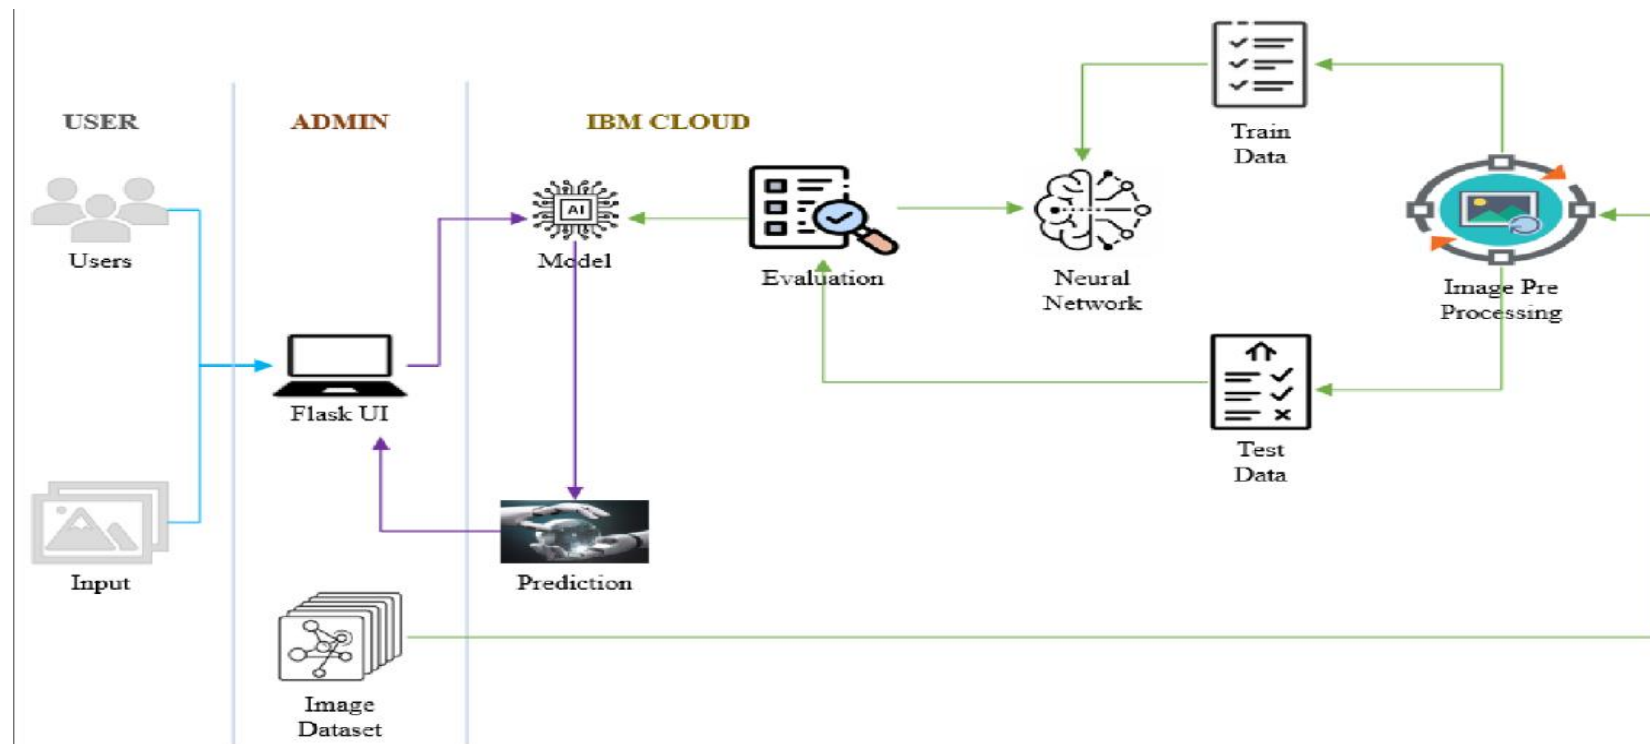 USER
ADMIN
IBM CLOUD
Users
Input
Flask UI
Image
Dataset
AI
Model
Prediction
Evaluation
Neural
Network
Train
Data
Test
Data
Image Pre
Processing